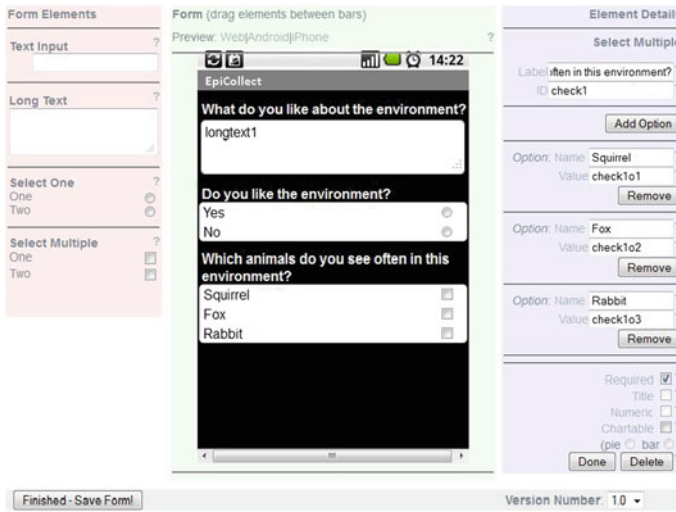 Form Elements
Text Input ?
Long Text ?
Select One ?
One
Two
Select Multiple ?
One
Two
Form (drag elements between bars)
Preview: Web|Android|iPhone ?
14:22
EpiCollect
What do you like about the environment?
longtext1
Do you like the environment?
Yes
No
Which animals do you see often in this
environment?
Squirrel
Fox
Rabbit
Element Detail
Select Multiple
Label often in this environment?
ID check1
Add Option
Option: Name Squirrel
Value check1o1
Remove
Option: Name Fox
Value check1o2
Remove
Option: Name Rabbit
Value check1o3
Remove
Required
Title
Numeric
Chartable
(pie bar
Done Delete
Finished - Save Form!
Version Number: 1.0